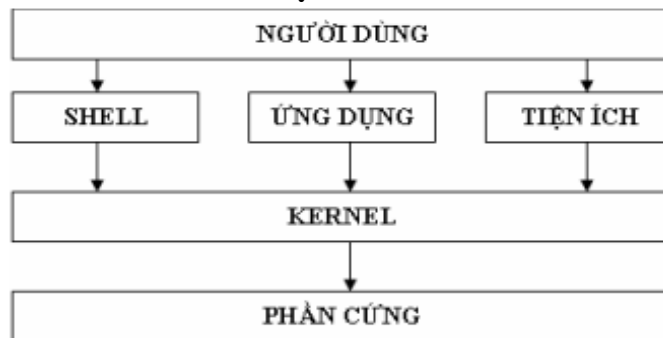 NGƯỜI DÙNG
SHELL ỨNG DỤNG TIỆN ÍCH
KERNEL
PHẦN CỨNG